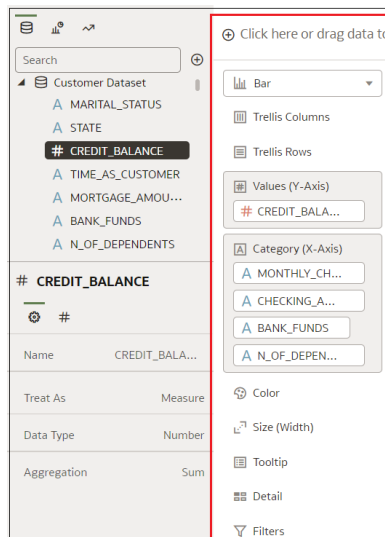 Search
Customer Dataset
A MARITAL_STATUS
A STATE
# CREDIT_BALANCE
A TIME_AS_CUSTOMER
A MORTGAGE_AMOU...
A BANK_FUNDS
A N_OF_DEPENDENTS
# CREDIT_BALANCE
#
Name CREDIT_BALA...
Treat As Measure
Data Type Number
Aggregation Sum
Click here or drag data to
Bar
Trellis Columns
Trellis Rows
# Values (Y-Axis)
# CREDIT_BALA...
A Category (X-Axis)
A MONTHLY_CH...
A CHECKING_A...
A BANK_FUNDS
A N_OF_DEPEN...
Color
Size (Width)
Tooltip
Detail
Filters